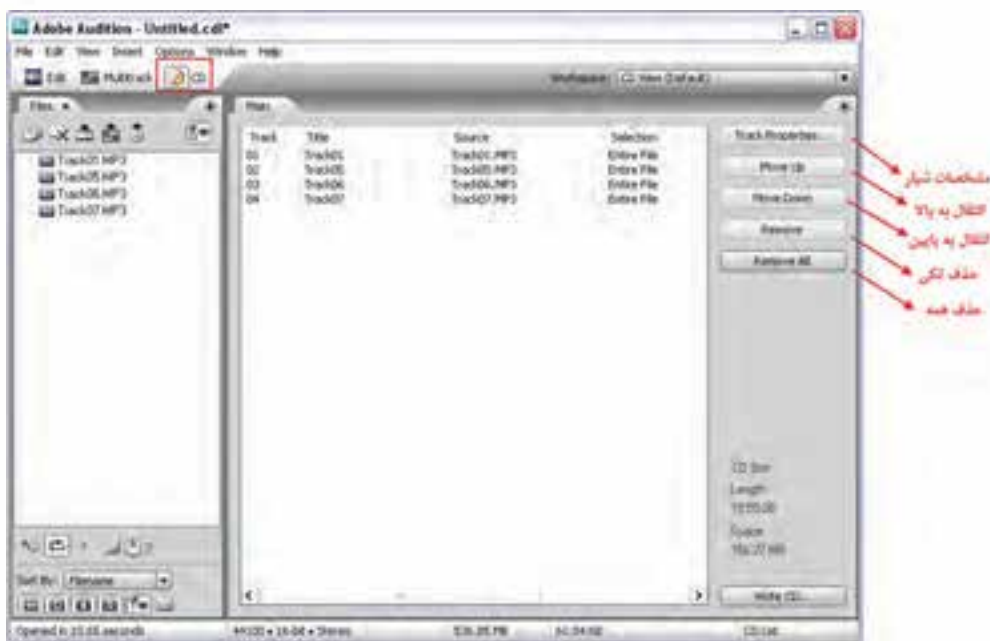 Adobe Audition - Untitled.cdl*
File Edit View Insert Options Window Help
Edit Multitrack CD
Workspace: CD View (Default)
Files
Main
Track Title Source Selection
01 Track01 Track01.MP3 Entire File
02 Track05 Track05.MP3 Entire File
03 Track06 Track06.MP3 Entire File
04 Track07 Track07.MP3 Entire File
Track01.MP3
Track05.MP3
Track06.MP3
Track07.MP3
Track Properties...
Move Up
Move Down
Remove
Remove All
مشخصات شیار
انتقال به بالا
انتقال به پایین
حذف تکی
حذف همه
CD Size
Length
Space
Sort By: Filename
Write CD...
44100 • 16-bit • Stereo